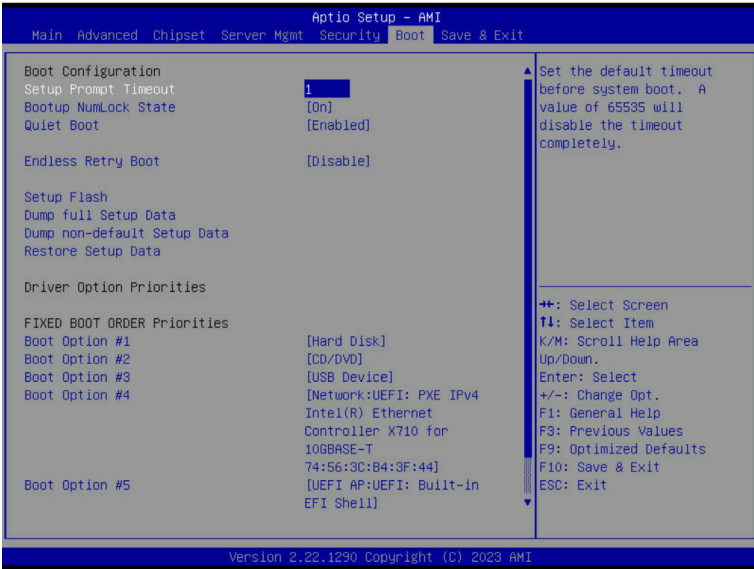 Aptio Setup – AMI
Main Advanced Chipset Server Mgmt Security Boot Save & Exit
Boot Configuration
Setup Prompt Timeout 1
Bootup NumLock State [On]
Quiet Boot [Enabled]
Endless Retry Boot [Disable]
Setup Flash
Dump full Setup Data
Dump non-default Setup Data
Restore Setup Data
Driver Option Priorities
FIXED BOOT ORDER Priorities
Boot Option #1 [Hard Disk]
Boot Option #2 [CD/DVD]
Boot Option #3 [USB Device]
Boot Option #4 [Network:UEFI: PXE IPv4
Intel(R) Ethernet
Controller X710 for
10GBASE-T
74:56:3C:B4:3F:44]
Boot Option #5 [UEFI AP:UEFI: Built-in
EFI Shell]
Set the default timeout
before system boot. A
value of 65535 will
disable the timeout
completely.
→←: Select Screen
↑↓: Select Item
K/M: Scroll Help Area
Up/Down.
Enter: Select
+/-: Change Opt.
F1: General Help
F3: Previous Values
F9: Optimized Defaults
F10: Save & Exit
ESC: Exit
Version 2.22.1290 Copyright (C) 2023 AMI